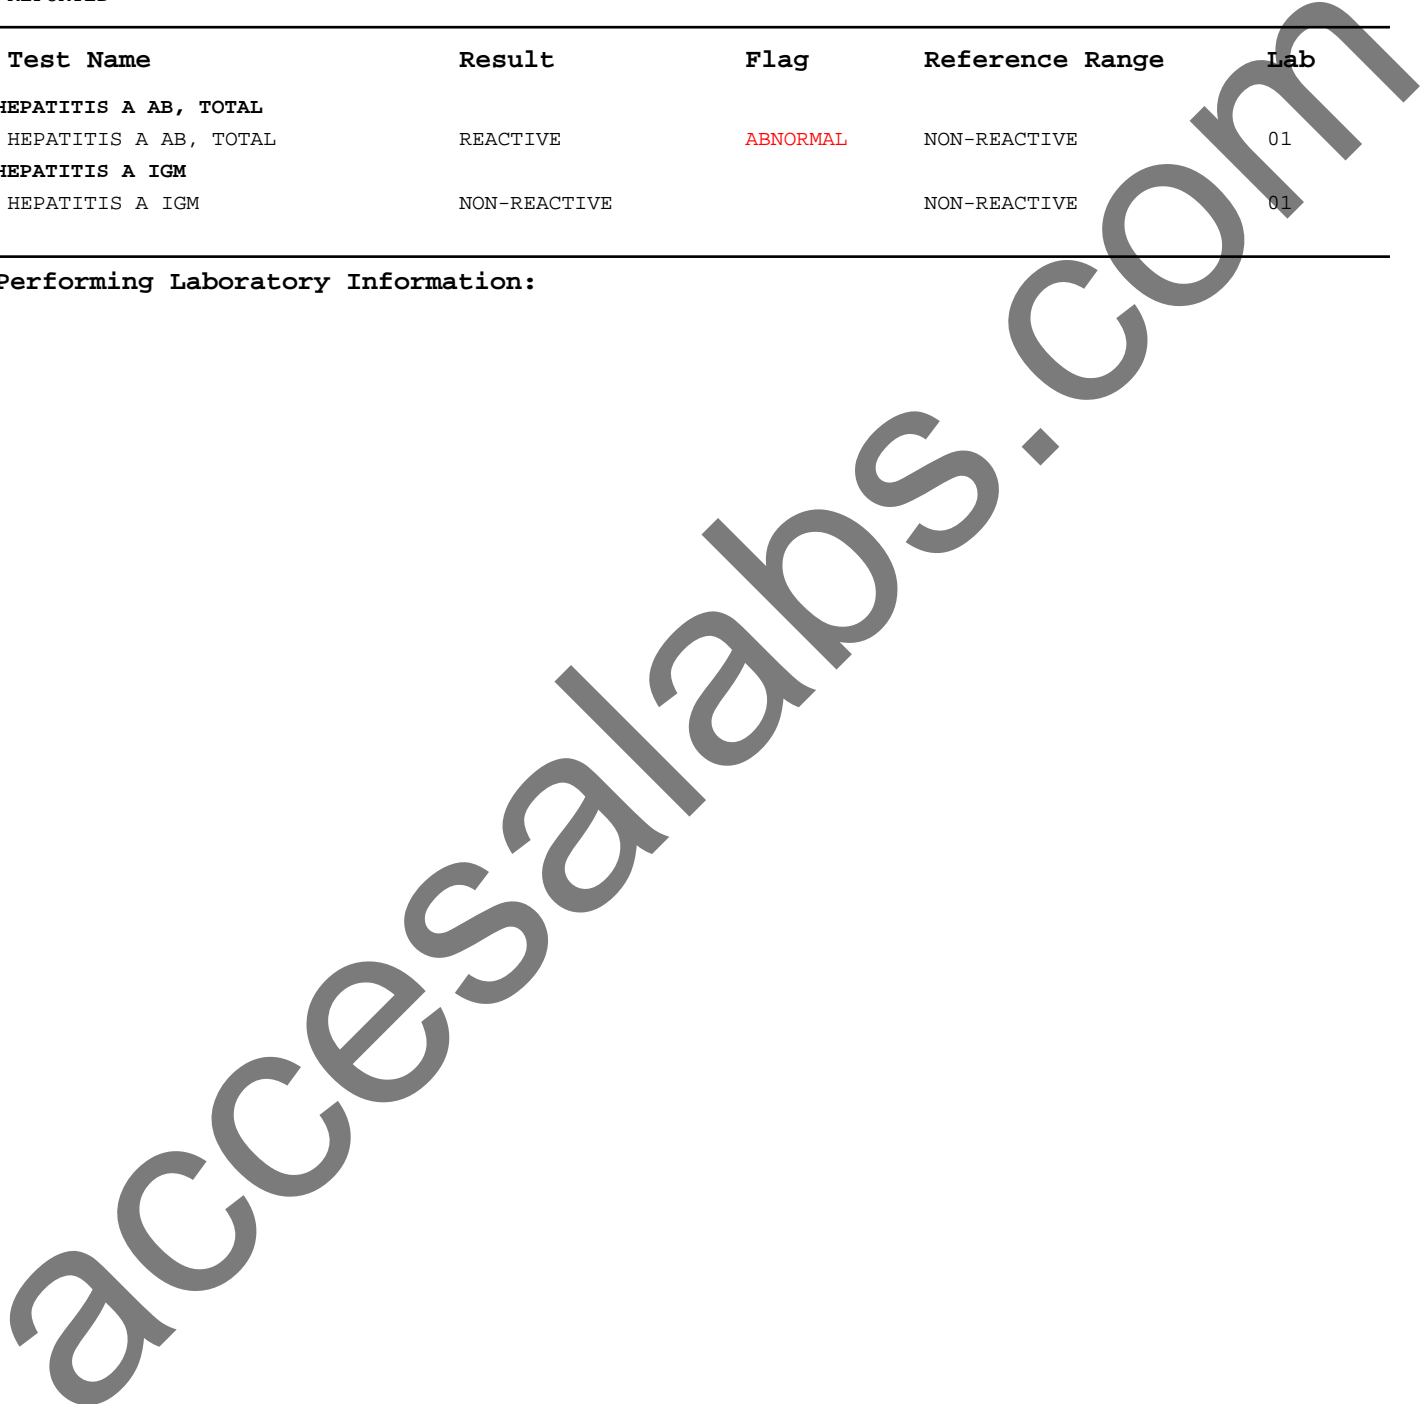 Test Name Result Flag Reference Range Lab
HEPATITIS A AB, TOTAL
HEPATITIS A AB, TOTAL REACTIVE ABNORMAL NON-REACTIVE 01
HEPATITIS A IGM
HEPATITIS A IGM NON-REACTIVE NON-REACTIVE 01
Performing Laboratory Information:
accesalabs.com